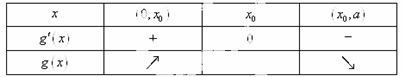 x (0, x₀) x₀ (x₀, a)
g′(x) + 0 −
g(x) ↗ ↘